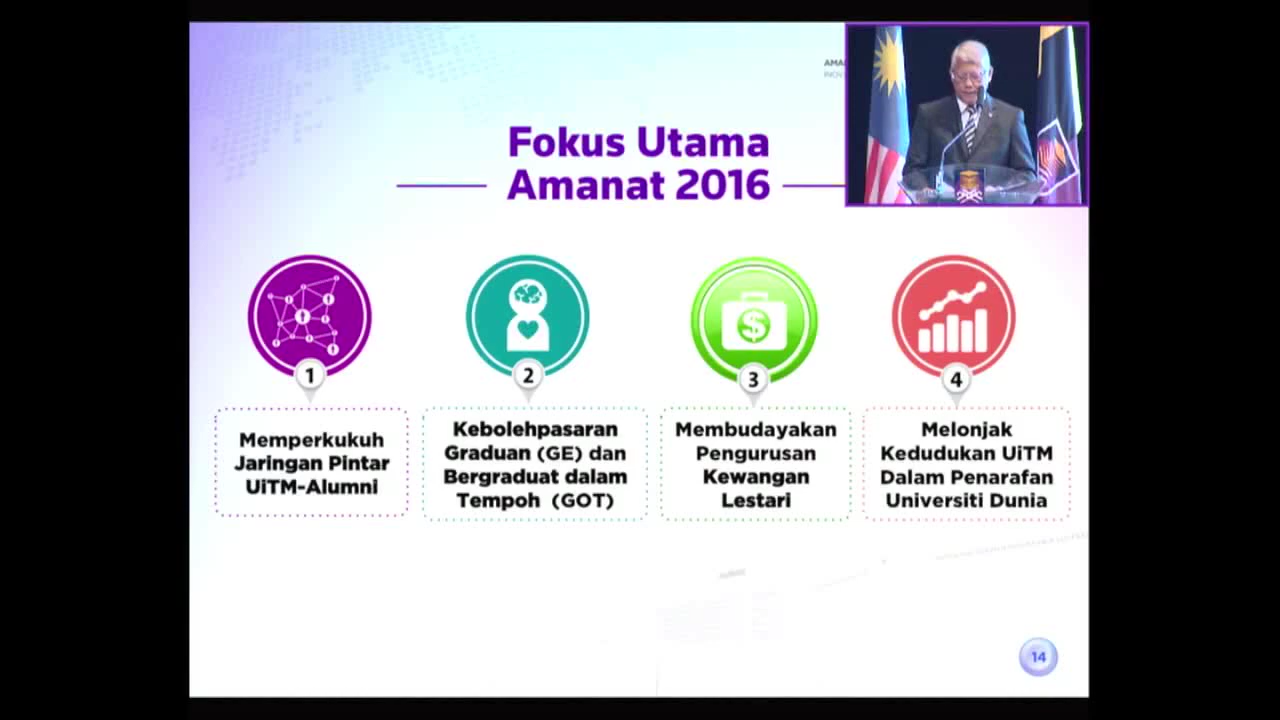 Fokus Utama
Amanat 2016
1
2
3
4
Memperkukuh
Jaringan Pintar
UiTM-Alumni
Kebolehpasaran
Graduan (GE) dan
Bergraduat dalam
Tempoh (GOT)
Membudayakan
Pengurusan
Kewangan
Lestari
Melonjak
Kedudukan UiTM
Dalam Penarafan
Universiti Dunia
14